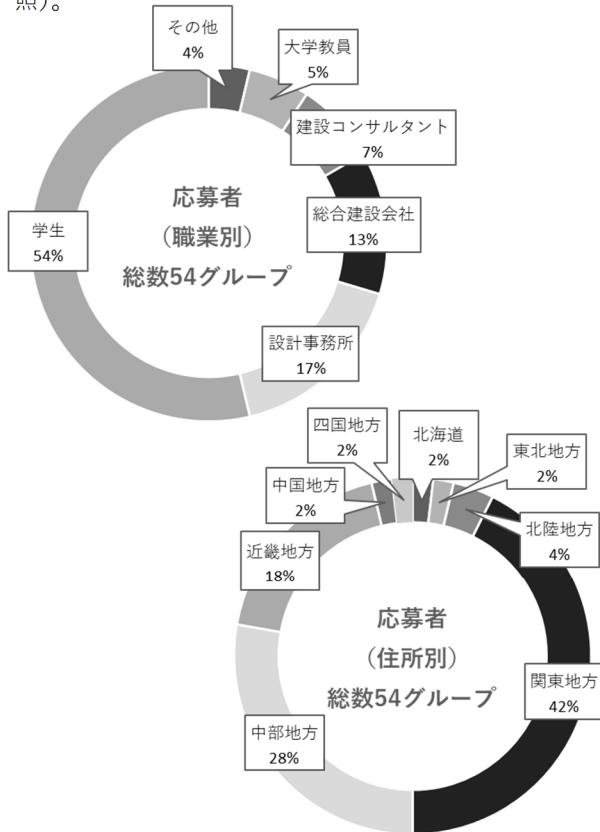 照)。
その他
4%
大学教員
5%
建設コンサルタント
7%
総合建設会社
13%
設計事務所
17%
学生
54%
応募者
（職業別）
総数54グループ
北海道
2%
東北地方
2%
北陸地方
4%
関東地方
42%
中部地方
28%
近畿地方
18%
中国地方
2%
四国地方
2%
応募者
（住所別）
総数54グループ